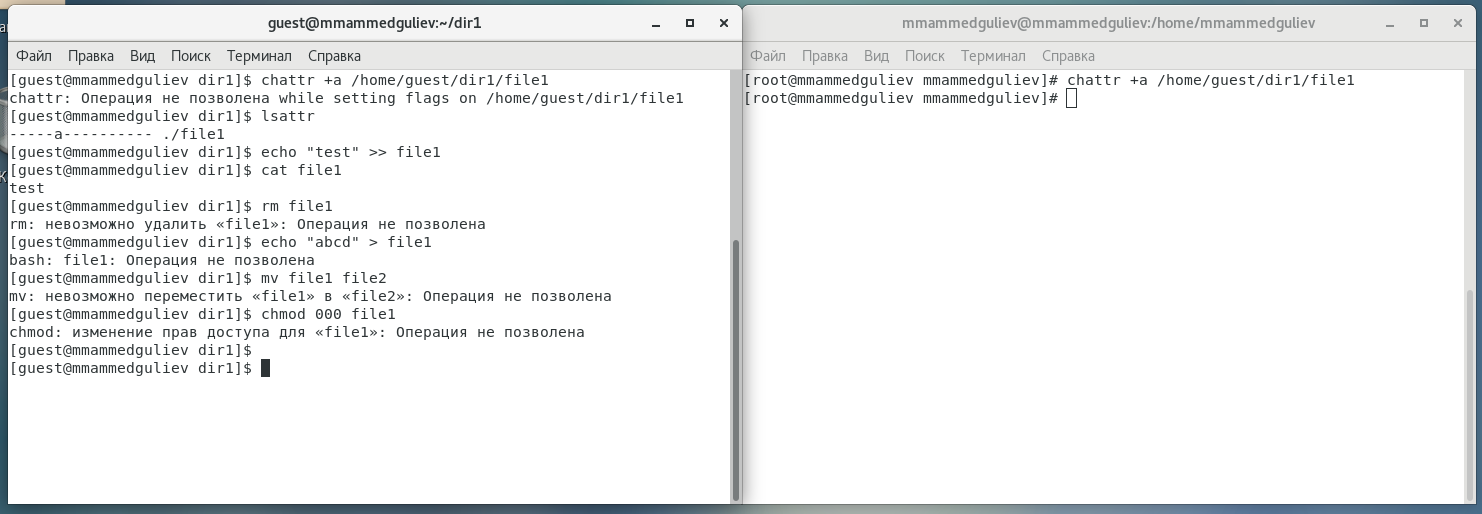 guest@mmammedguliev:~/dir1
Файл Правка Вид Поиск Терминал Справка
[guest@mmammedguliev dir1]$ chattr +a /home/guest/dir1/file1
chattr: Операция не позволена while setting flags on /home/guest/dir1/file1
[guest@mmammedguliev dir1]$ lsattr
-----a---------- ./file1
[guest@mmammedguliev dir1]$ echo "test" >> file1
[guest@mmammedguliev dir1]$ cat file1
test
[guest@mmammedguliev dir1]$ rm file1
rm: невозможно удалить «file1»: Операция не позволена
[guest@mmammedguliev dir1]$ echo "abcd" > file1
bash: file1: Операция не позволена
[guest@mmammedguliev dir1]$ mv file1 file2
mv: невозможно переместить «file1» в «file2»: Операция не позволена
[guest@mmammedguliev dir1]$ chmod 000 file1
chmod: изменение прав доступа для «file1»: Операция не позволена
[guest@mmammedguliev dir1]$
[guest@mmammedguliev dir1]$
mmammedguliev@mmammedguliev:/home/mmammedguliev
Файл Правка Вид Поиск Терминал Справка
[root@mmammedguliev mmammedguliev]# chattr +a /home/guest/dir1/file1
[root@mmammedguliev mmammedguliev]#